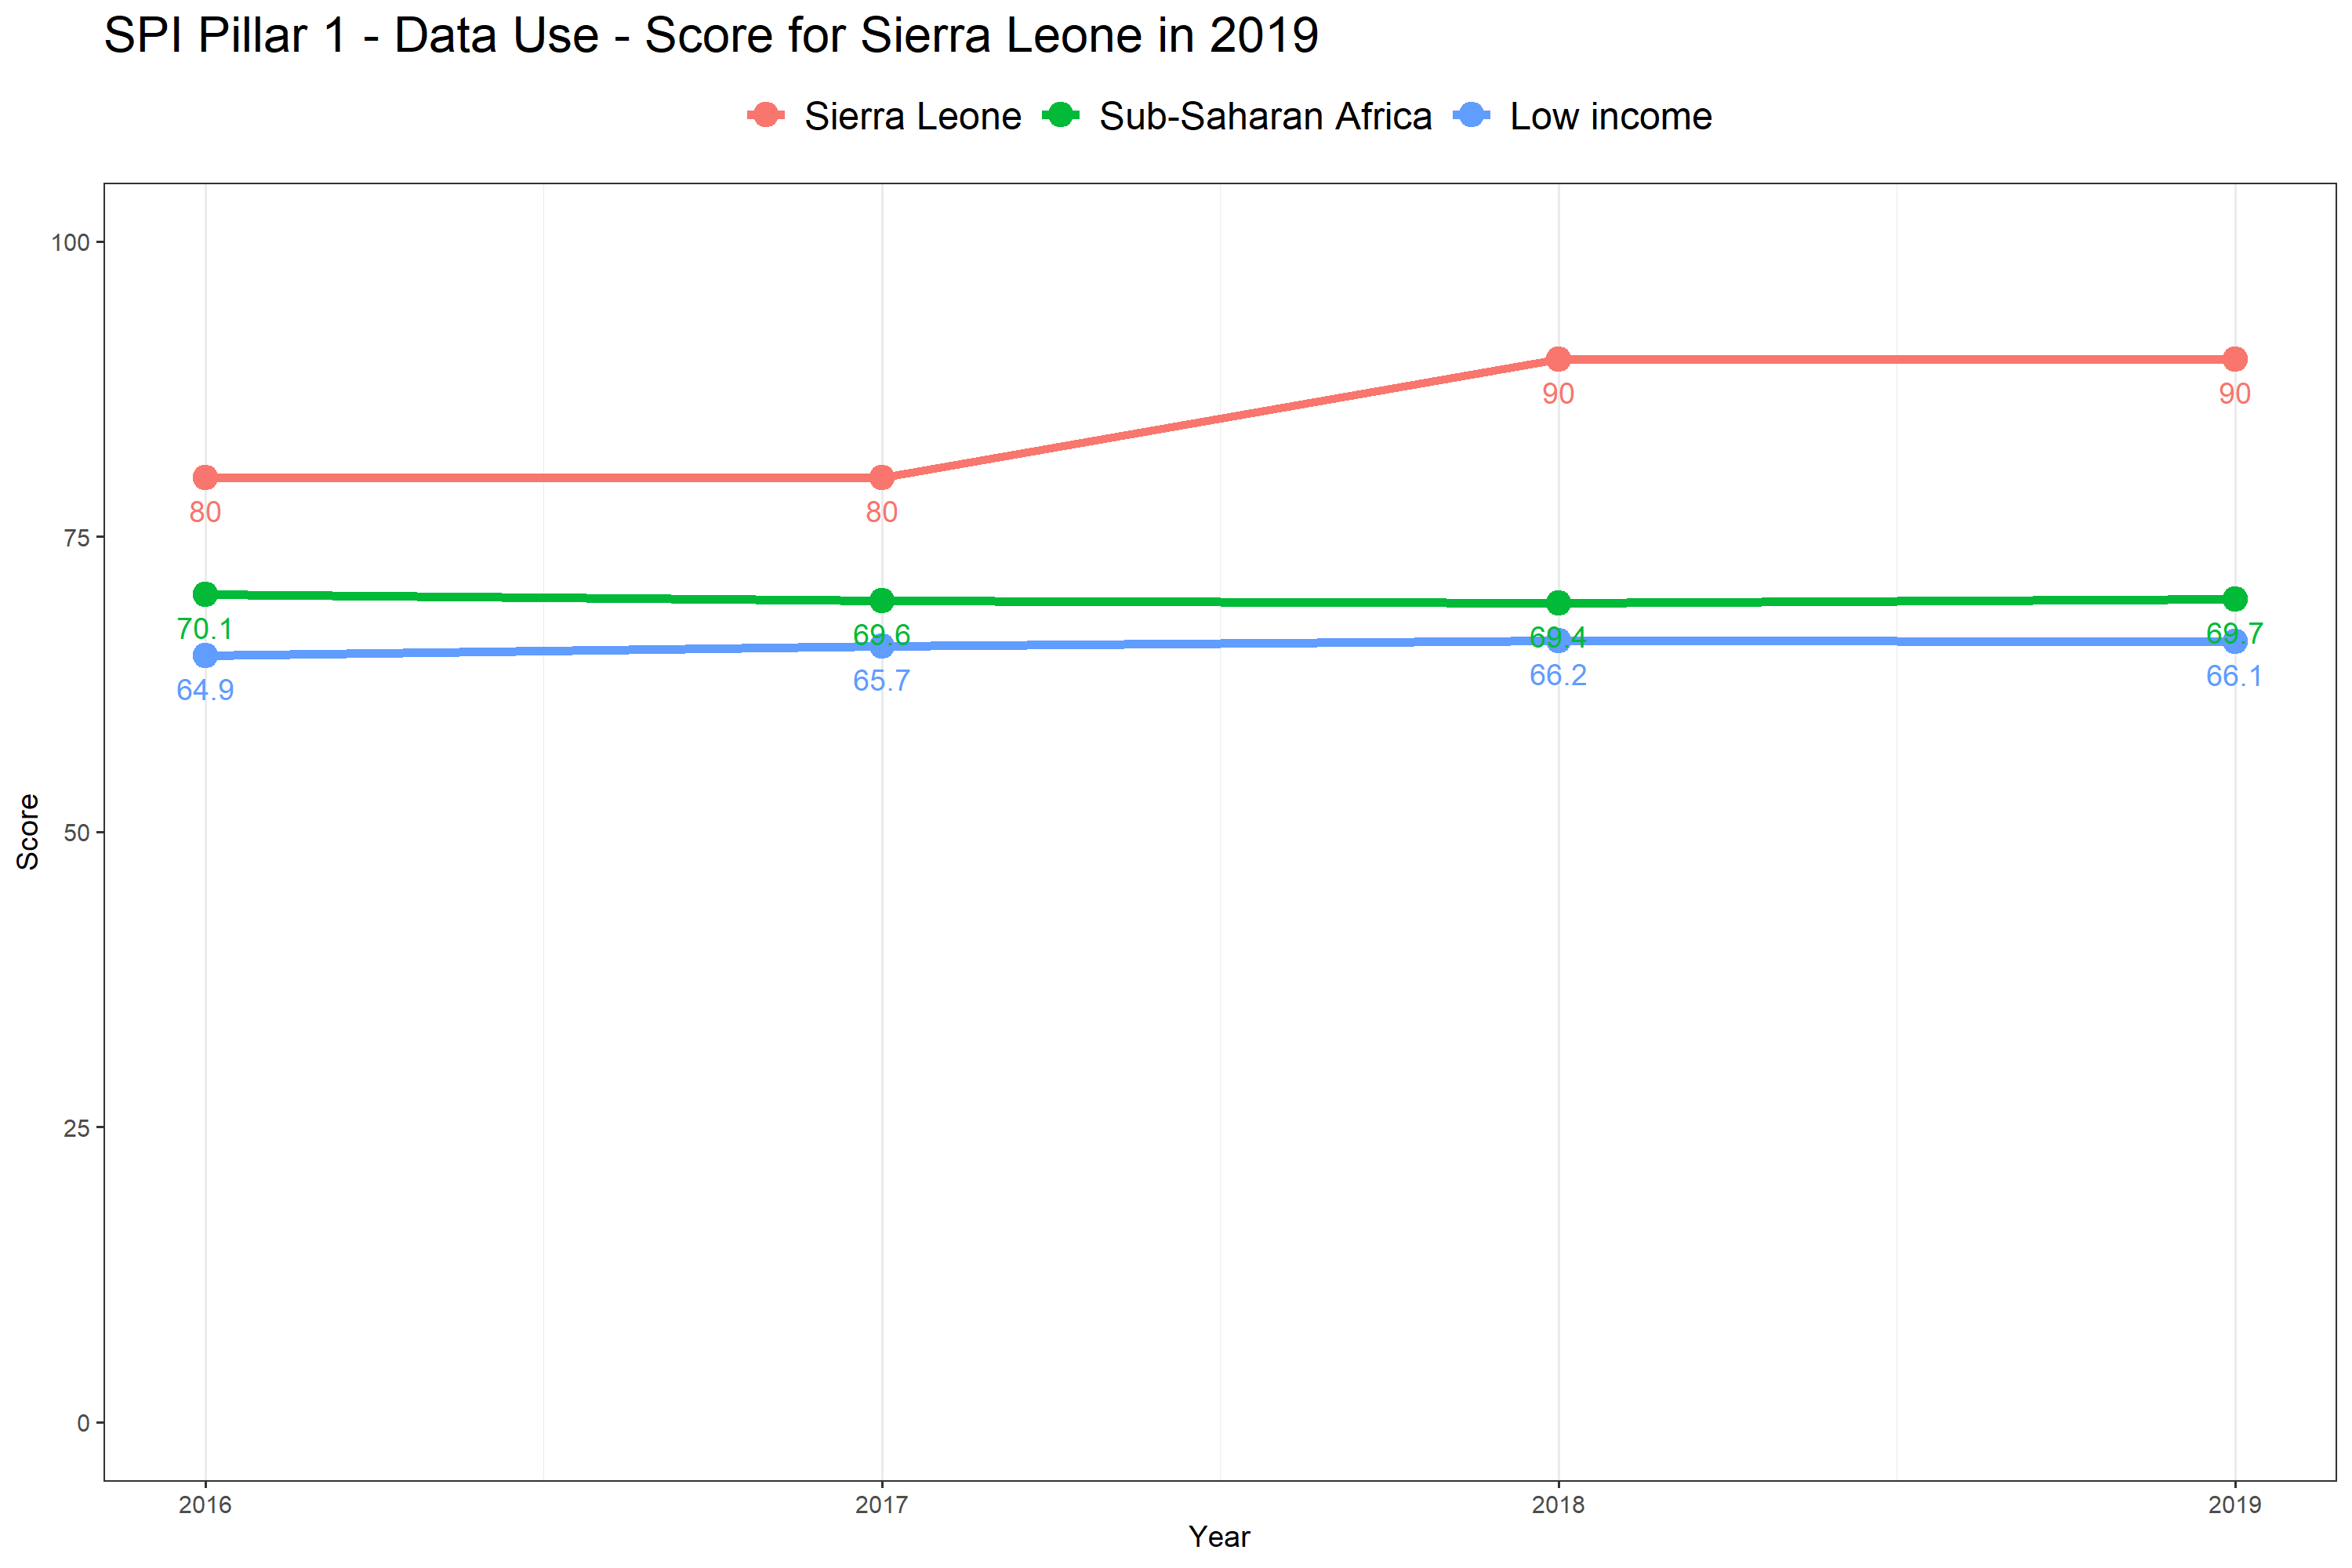 SPI Pillar 1 - Data Use - Score for Sierra Leone in 2019
Sierra Leone Sub-Saharan Africa Low income
100
75
50
25
0
Score
80 80 90 90
70.1 69.6 69.4 69.7
64.9 65.7 66.2 66.1
2016 2017 2018 2019
Year